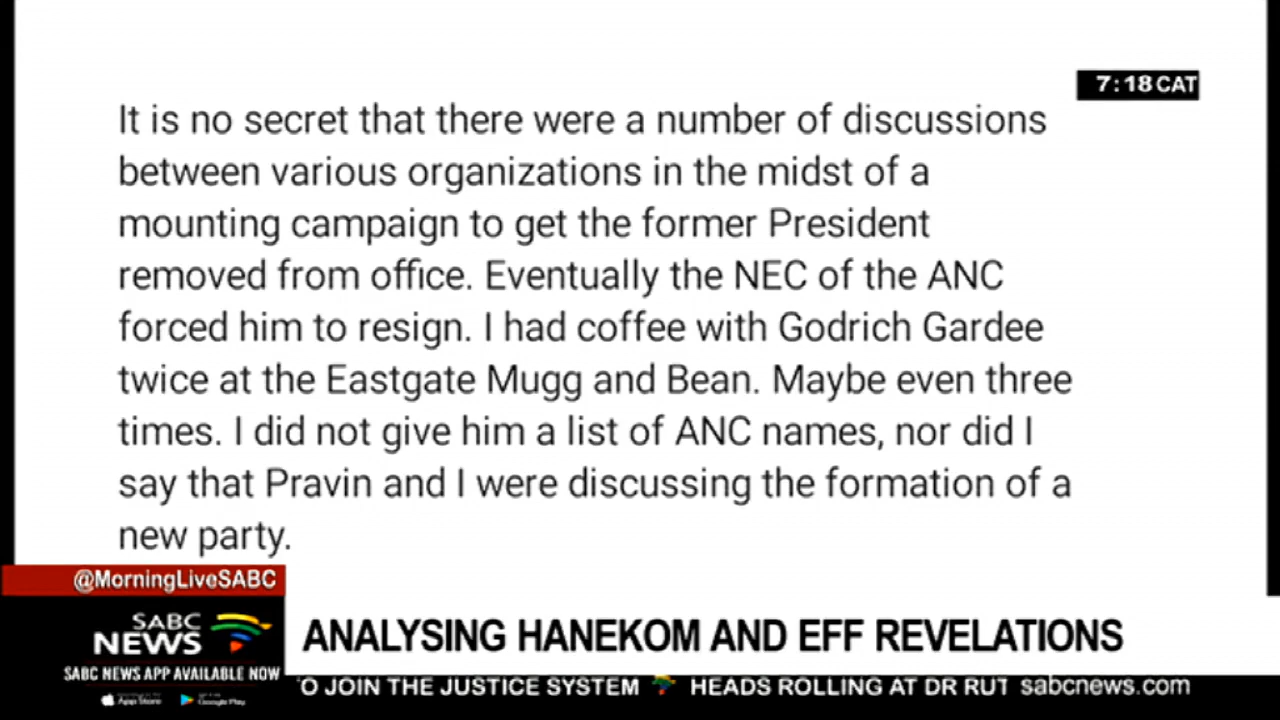 7:18CAT
It is no secret that there were a number of discussions
between various organizations in the midst of a
mounting campaign to get the former President
removed from office. Eventually the NEC of the ANC
forced him to resign. I had coffee with Godrich Gardee
twice at the Eastgate Mugg and Bean. Maybe even three
times. I did not give him a list of ANC names, nor did I
say that Pravin and I were discussing the formation of a
new party.
@MorningLiveSABC
SABC
NEWS
ANALYSING HANEKOM AND EFF REVELATIONS
SABC NEWS APP AVAILABLE NOW
App Store
Google Play
O JOIN THE JUSTICE SYSTEM HEADS ROLLING AT DR RUT sabcnews.com